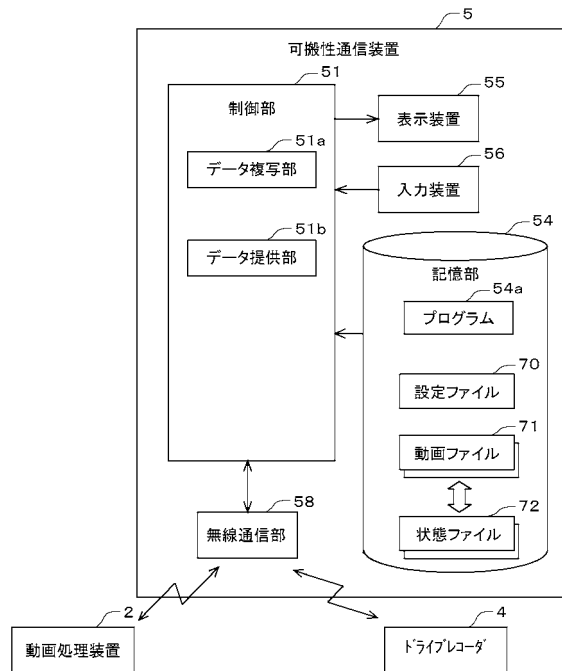 5
可搬性通信装置
51
制御部
55
表示装置
51a
データ複写部
56
入力装置
51b
データ提供部
54
記憶部
54a
プログラム
70
設定ファイル
71
動画ファイル
72
状態ファイル
58
無線通信部
2
動画処理装置
4
ドライブレコーダ